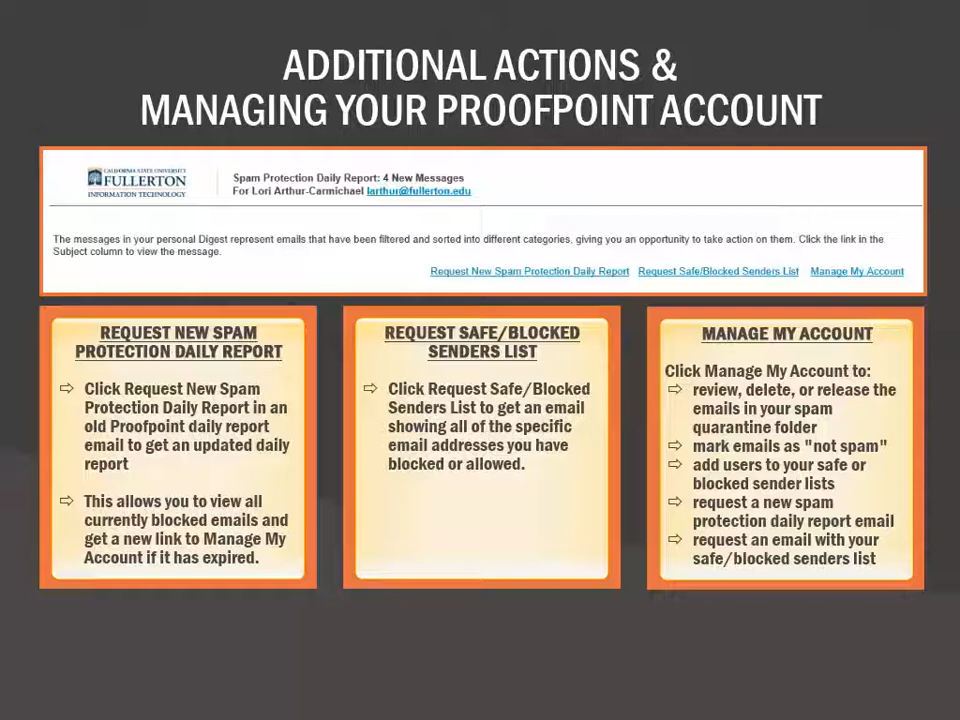 ADDITIONAL ACTIONS &
MANAGING YOUR PROOFPOINT ACCOUNT
CALIFORNIA STATE UNIVERSITY
FULLERTON
INFORMATION TECHNOLOGY
Spam Protection Daily Report: 4 New Messages
For Lori Arthur-Carmichael larthur@fullerton.edu
The messages in your personal Digest represent emails that have been filtered and sorted into different categories, giving you an opportunity to take action on them. Click the link in the
Subject column to view the message.
Request New Spam Protection Daily Report Request Safe/Blocked Senders List Manage My Account
REQUEST NEW SPAM
PROTECTION DAILY REPORT
⇨ Click Request New Spam
Protection Daily Report in an
old Proofpoint daily report
email to get an updated daily
report
⇨ This allows you to view all
currently blocked emails and
get a new link to Manage My
Account if it has expired.
REQUEST SAFE/BLOCKED
SENDERS LIST
⇨ Click Request Safe/Blocked
Senders List to get an email
showing all of the specific
email addresses you have
blocked or allowed.
MANAGE MY ACCOUNT
Click Manage My Account to:
⇨ review, delete, or release the
emails in your spam
quarantine folder
⇨ mark emails as "not spam"
⇨ add users to your safe or
blocked sender lists
⇨ request a new spam
protection daily report email
⇨ request an email with your
safe/blocked senders list